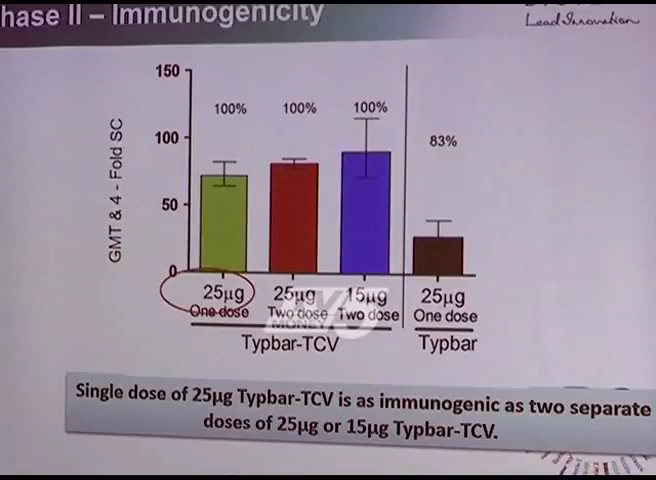 hase II – Immunogenicity
Lead Innovation
GMT & 4 - Fold SC
150
100
50
0
100%
100%
100%
83%
25µg
One dose
25µg
Two dose
15µg
Two dose
25µg
One dose
Typbar-TCV
Typbar
MONEY
Single dose of 25µg Typbar-TCV is as immunogenic as two separate
doses of 25µg or 15µg Typbar-TCV.